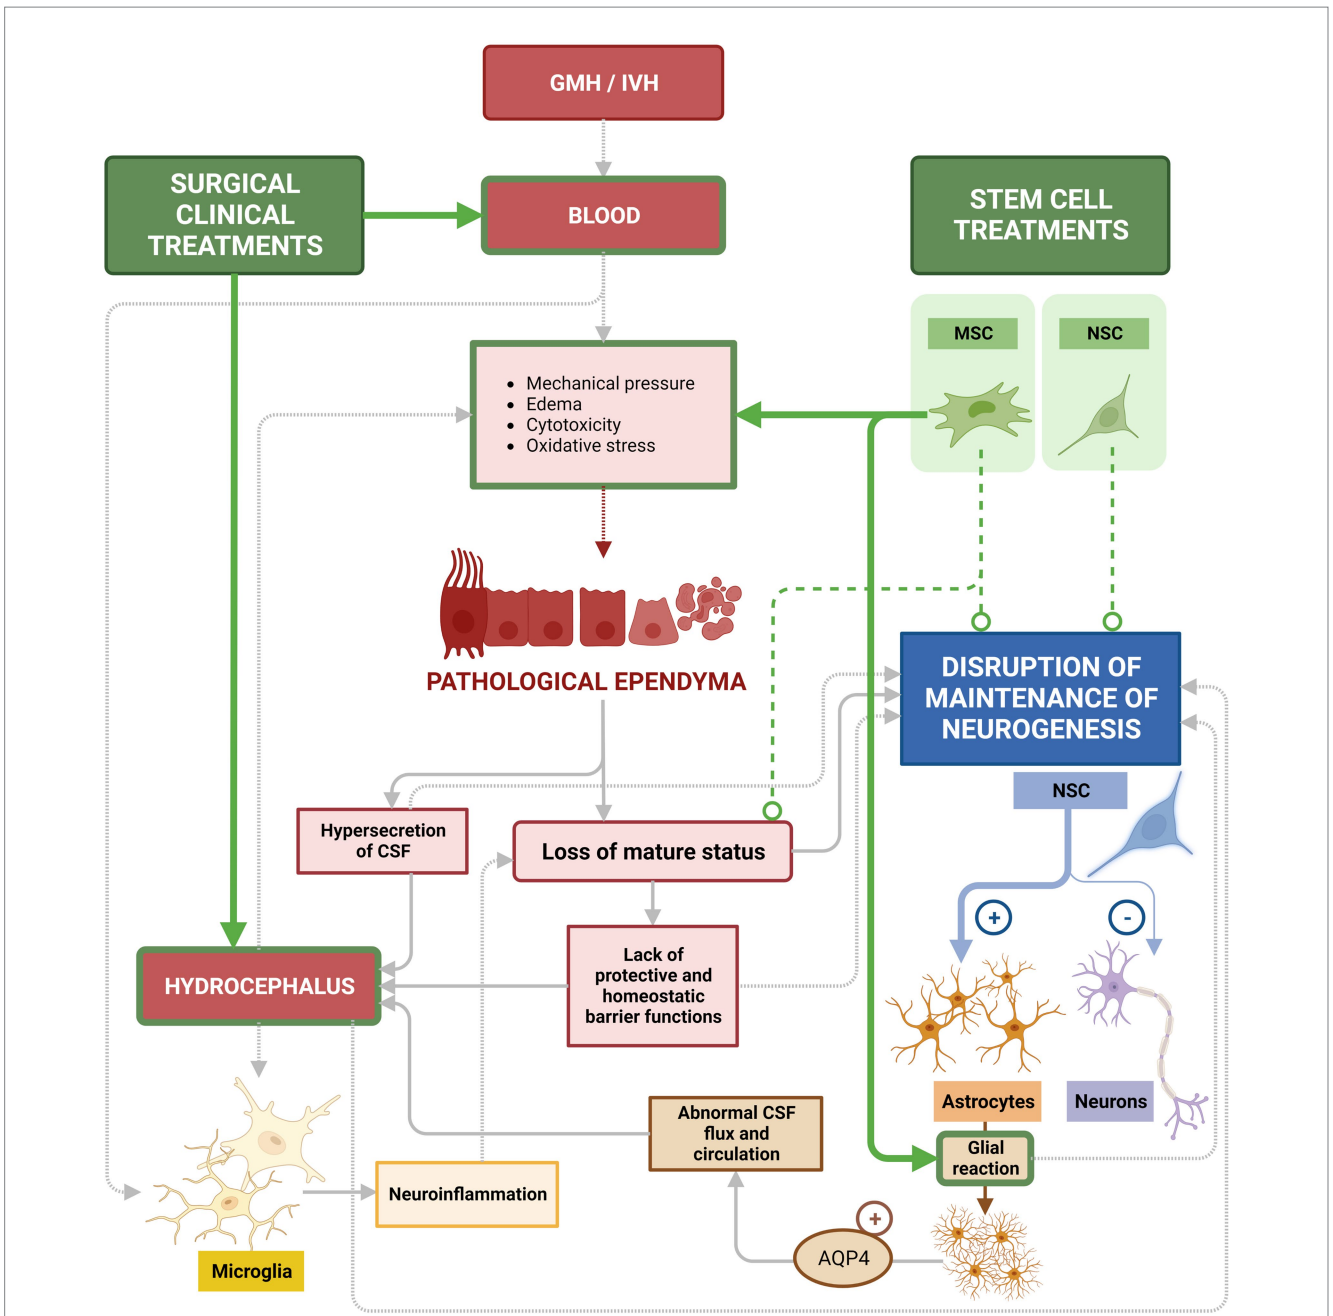 GMH / IVH
SURGICAL
CLINICAL
TREATMENTS
BLOOD
STEM CELL
TREATMENTS
MSC
NSC
• Mechanical pressure
• Edema
• Cytotoxicity
• Oxidative stress
PATHOLOGICAL EPENDYMA
DISRUPTION OF
MAINTENANCE OF
NEUROGENESIS
NSC
Hypersecretion
of CSF
Loss of mature status
+
-
Lack of
protective and
homeostatic
barrier functions
HYDROCEPHALUS
Astrocytes
Neurons
Abnormal CSF
flux and
circulation
Glial
reaction
Neuroinflammation
+
AQP4
Microglia